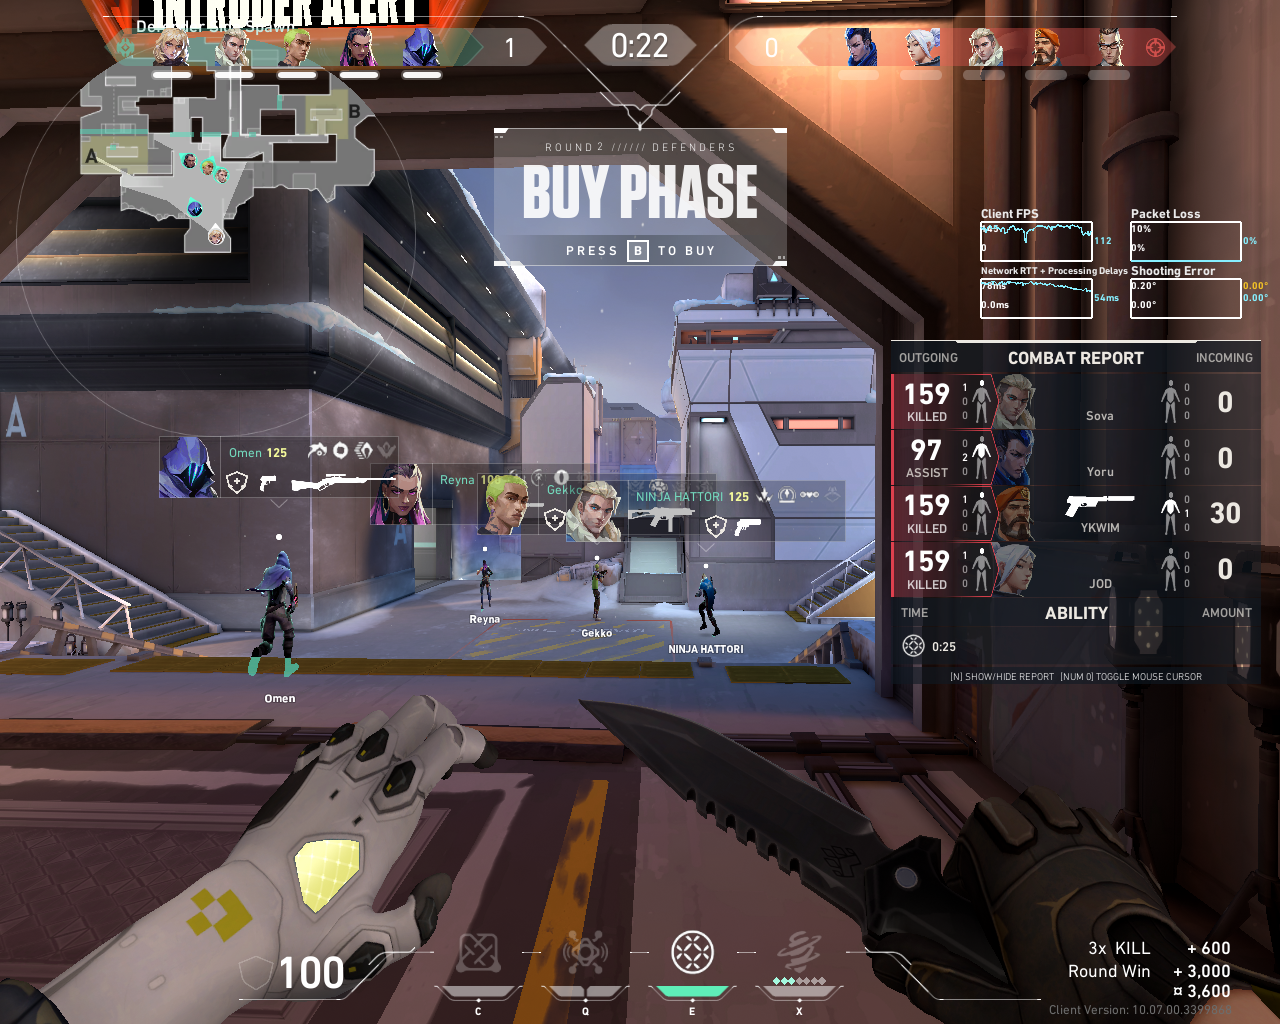 INTRUDER ALERT
Defender Side Spawn
1
0:22
0
B
A
ROUND 2 ////// DEFENDERS
BUY PHASE
PRESS B TO BUY
Client FPS
Packet Loss
0
112
10%
0%
0%
Network RTT + Processing Delays
Shooting Error
0.0ms
54ms
0.20°
0.00°
0.00°
0.00°
OUTGOING
COMBAT REPORT
INCOMING
159
KILLED
1
0
0
Sova
0
0
0
0
97
ASSIST
0
2
0
Yoru
0
0
0
0
159
KILLED
1
0
0
YKWIM
0
1
0
30
159
KILLED
1
0
0
JOD
0
0
0
0
TIME
ABILITY
AMOUNT
0:25
[N] SHOW/HIDE REPORT [NUM 0] TOGGLE MOUSE CURSOR
A
Omen 125
Reyna
Gekko
NINJA HATTORI 125
A
Reyna
Gekko
NINJA HATTORI
Omen
100
C
Q
E
X
3x KILL + 600
Round Win + 3,000
¤ 3,600
Client Version: 10.07.00